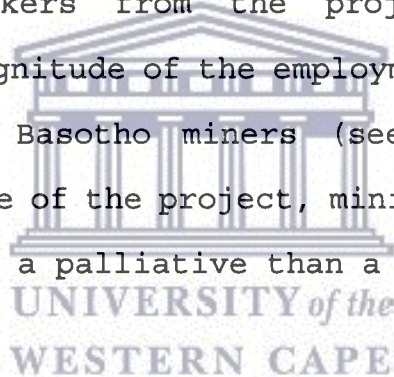 kers from the proj
gnitude of the employm
Basotho miners (see
e of the project, mini
a palliative than a
UNIVERSITY of the
WESTERN CAPE